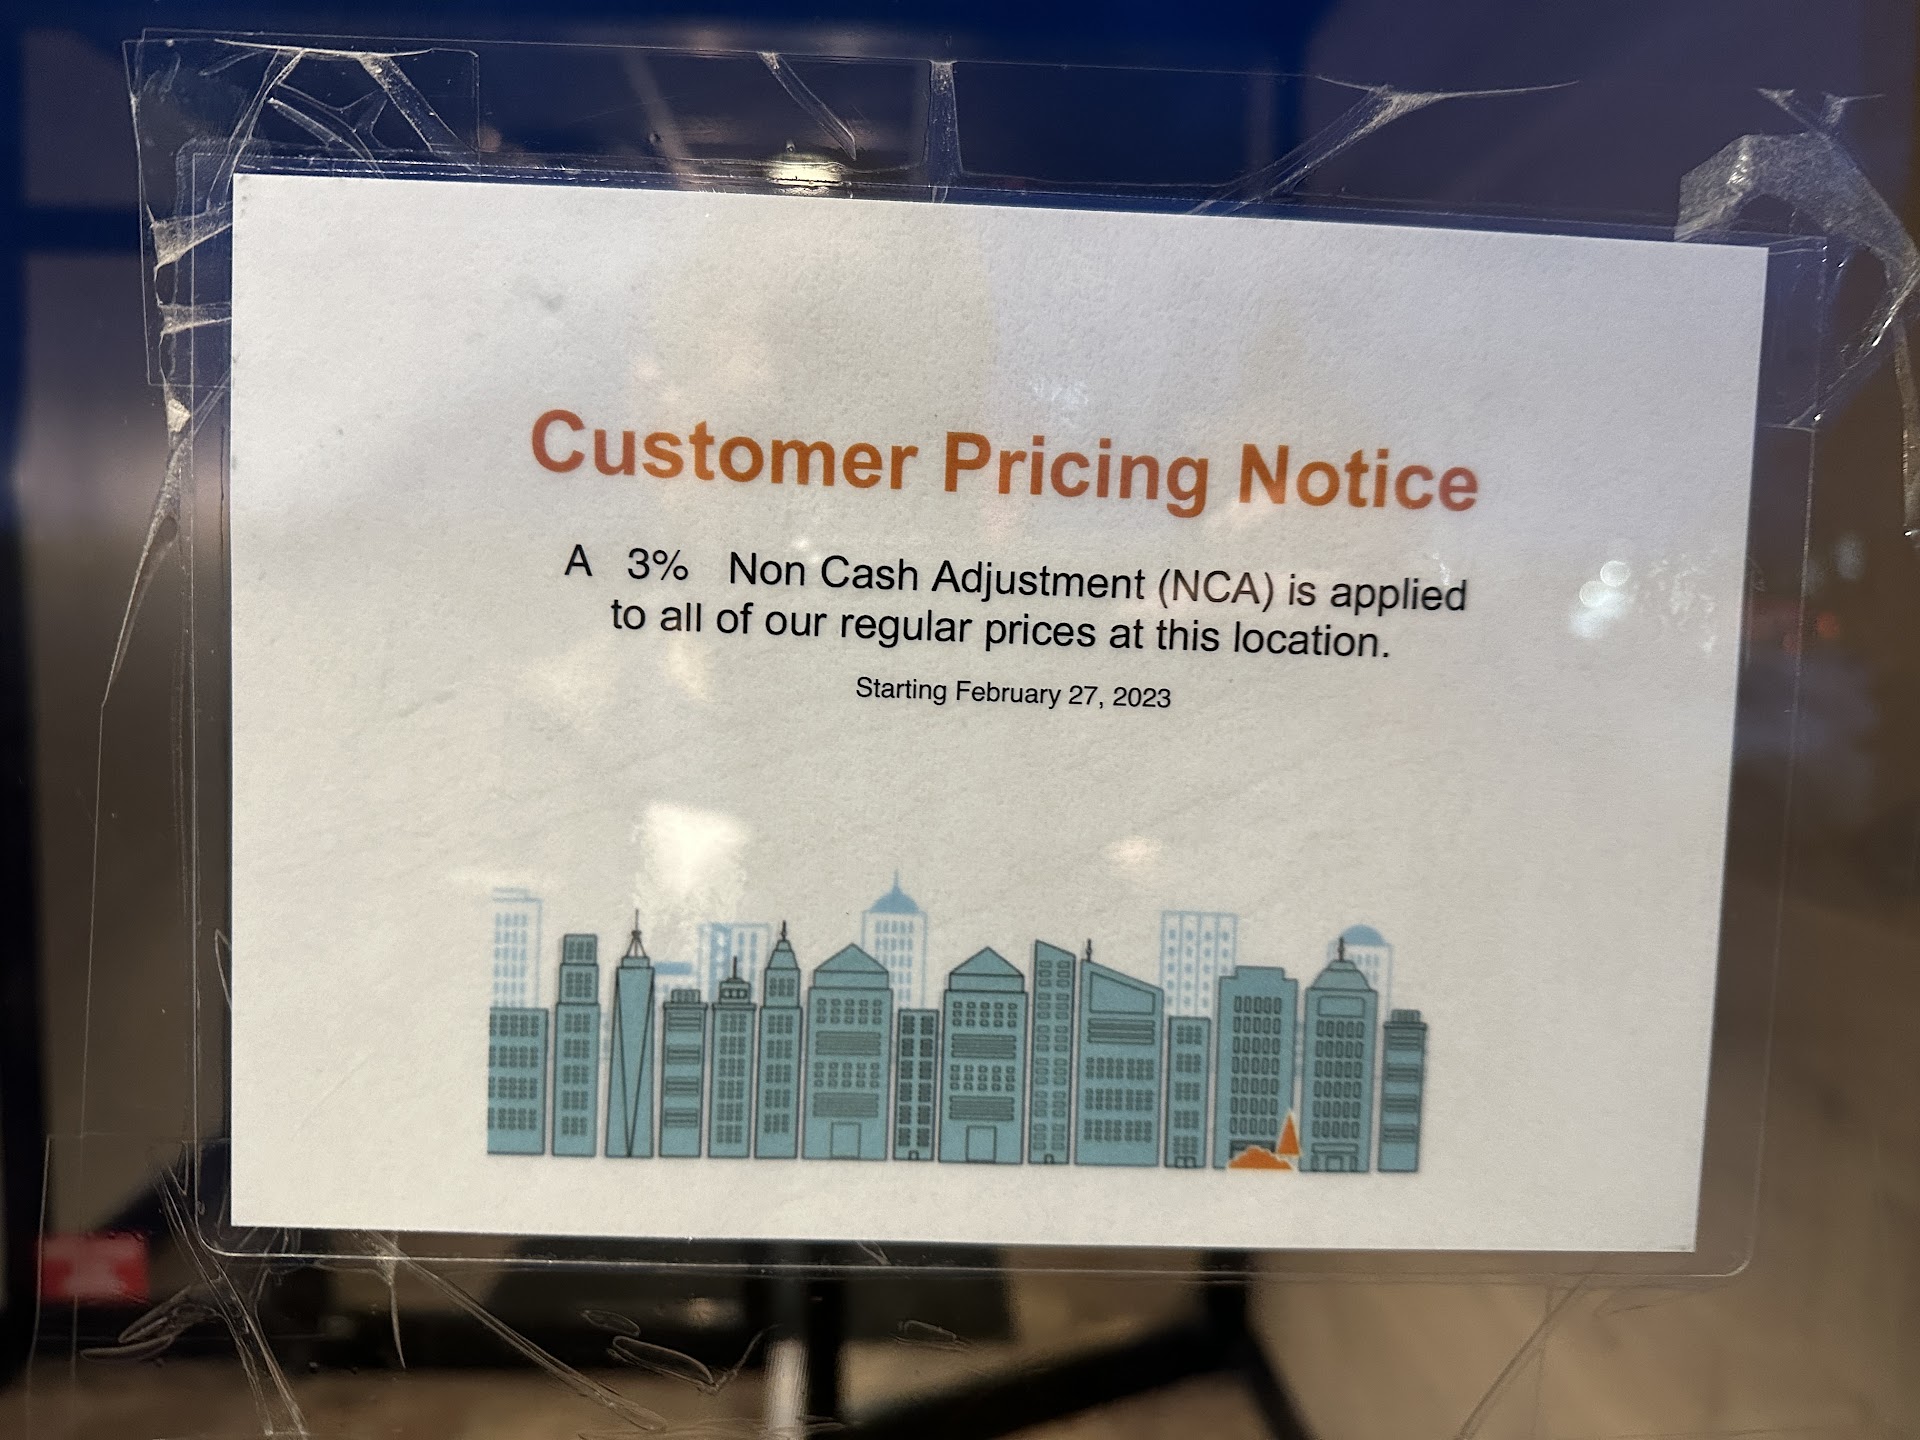 Customer Pricing Notice
A 3% Non Cash Adjustment (NCA) is applied
to all of our regular prices at this location.
Starting February 27, 2023